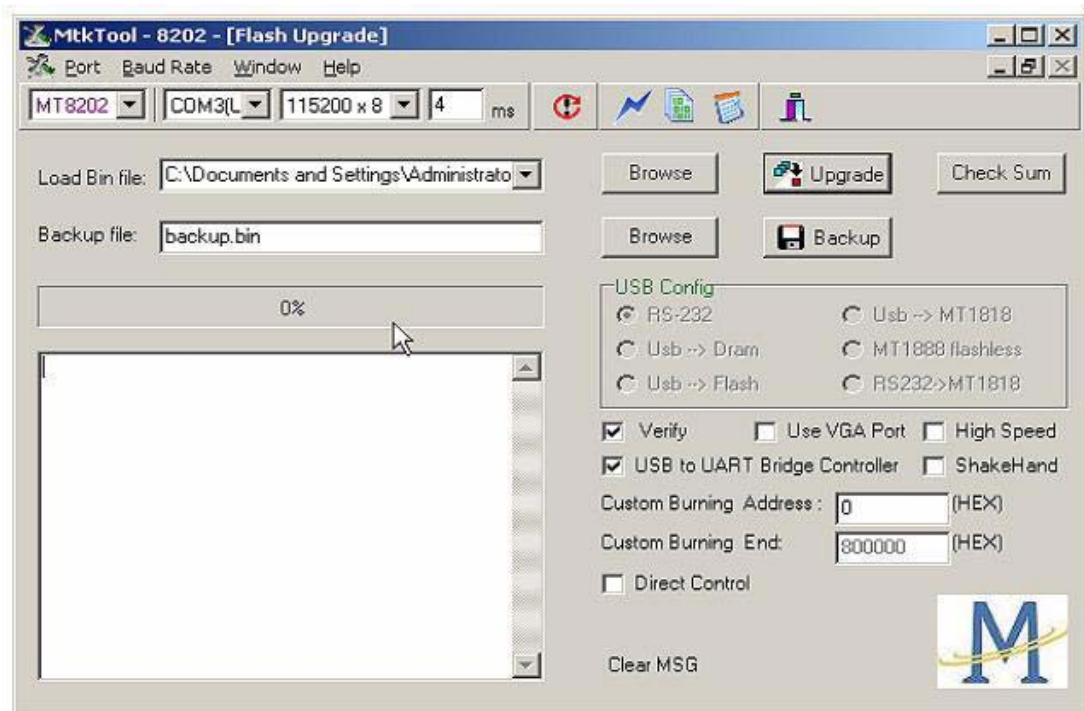 MtkTool - 8202 - [Flash Upgrade]
Port Baud Rate Window Help
MT8202 COM3(L 115200 x 8 4 ms
Load Bin file: C:\Documents and Settings\Administrato Browse Upgrade Check Sum
Backup file: backup.bin Browse Backup
0%
USB Config
RS-232 Usb --> MT1818
Usb --> Dram MT1888 flashless
Usb --> Flash RS232->MT1818
Verify Use VGA Port High Speed
USB to UART Bridge Controller ShakeHand
Custom Burning Address : 0 (HEX)
Custom Burning End: 800000 (HEX)
Direct Control
Clear MSG
M